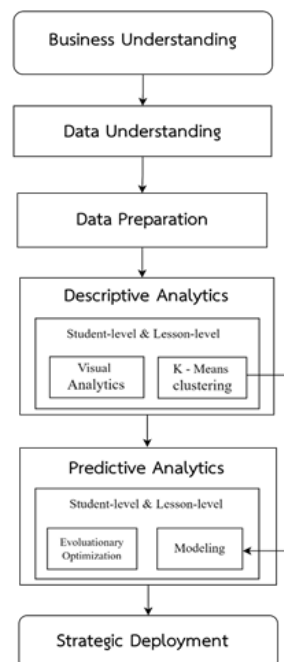 Business Understanding
Data Understanding
Data Preparation
Descriptive Analytics
Student-level & Lesson-level
Visual
Analytics
K - Means
clustering
Predictive Analytics
Student-level & Lesson-level
Evoluationary
Optimization
Modeling
Strategic Deployment